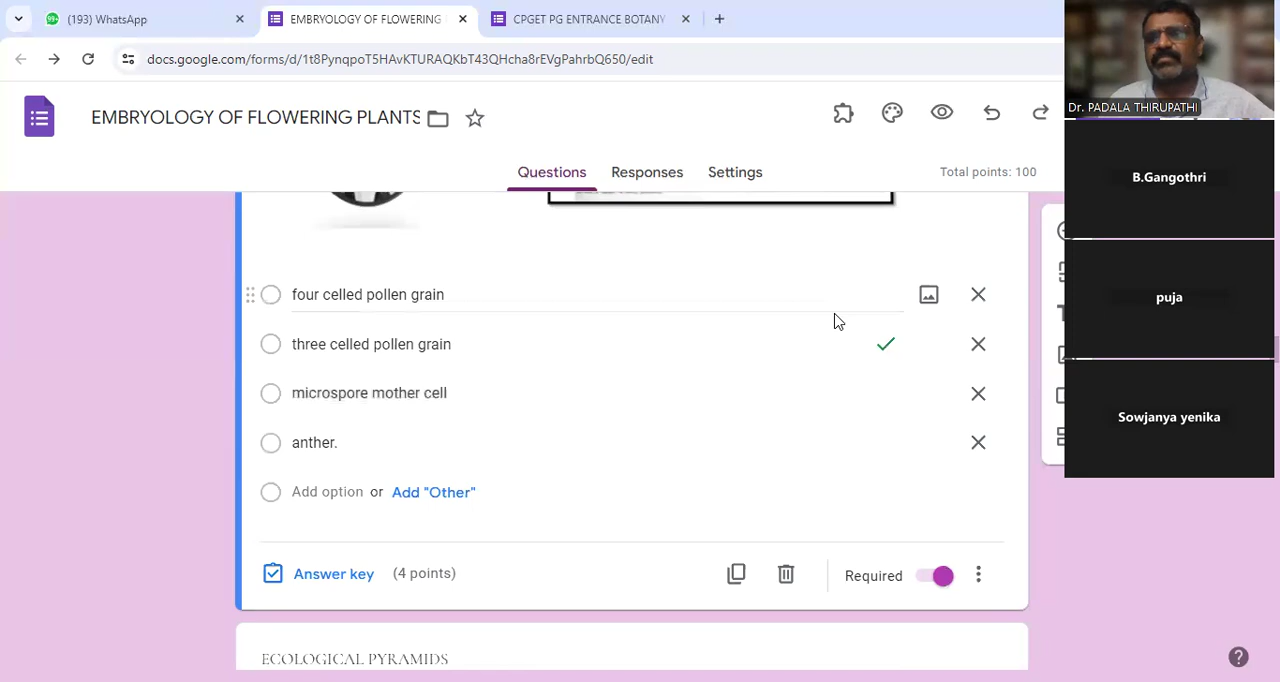 (193) WhatsApp
EMBRYOLOGY OF FLOWERING
CPGET PG ENTRANCE BOTANY
docs.google.com/forms/d/1t8PynqpoT5HAvKTURAQKbT43QHcha8rEVgPahrbQ650/edit
EMBRYOLOGY OF FLOWERING PLANTS
Questions
Responses
Settings
Total points: 100
four celled pollen grain
three celled pollen grain
microspore mother cell
anther.
Add option or Add "Other"
Answer key (4 points)
Required
ECOLOGICAL PYRAMIDS
Dr. PADALA THIRUPATHI
B.Gangothri
puja
Sowjanya yenika